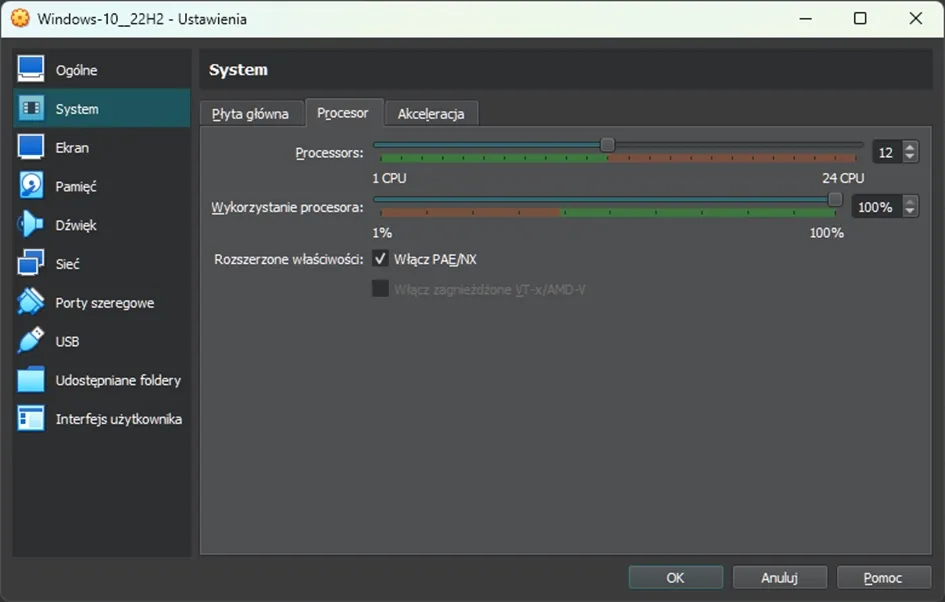 Windows-10__22H2 - Ustawienia
Ogólne
System
Ekran
Pamięć
Dźwięk
Sieć
Porty szeregowe
USB
Udostępniane foldery
Interfejs użytkownika
System
Płyta główna Procesor Akceleracja
Processors: 12
1 CPU 24 CPU
Wykorzystanie procesora: 100%
1% 100%
Rozszerzone właściwości: Włącz PAE/NX
Włącz zagnieżdżone VT-x/AMD-V
OK Anuluj Pomoc